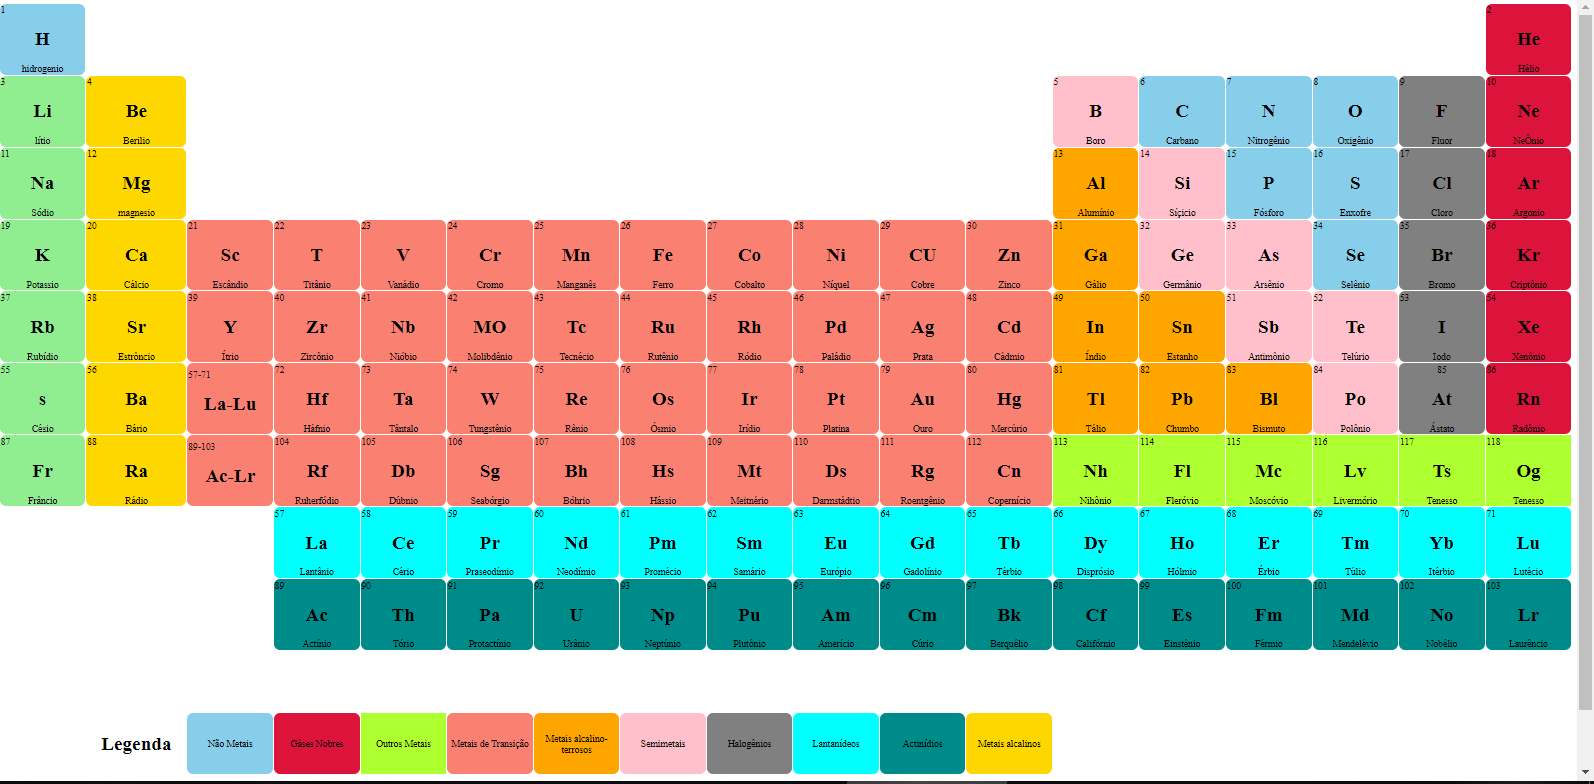 1 2
H He
hidrogenio Hélio
3 4 5 6 7 8 9 10
Li Be B C N O F Ne
lítio Berílio Boro Carbano Nitrogênio Oxigênio Fluor NeÔnio
11 12 13 14 15 16 17 18
Na Mg Al Si P S Cl Ar
Sódio magnesio Alumínio Síçicio Fósforo Enxofre Cloro Argonio
19 20 21 22 23 24 25 26 27 28 29 30 31 32 33 34 35 36
K Ca Sc T V Cr Mn Fe Co Ni CU Zn Ga Ge As Se Br Kr
Potassio Cálcio Escândio Titânio Vanádio Cromo Manganês Ferro Cobalto Níquel Cobre Zinco Gálio Germânio Arsênio Selênio Bromo Criptônio
37 38 39 40 41 42 43 44 45 46 47 48 49 50 51 52 53 54
Rb Sr Y Zr Nb MO Tc Ru Rh Pd Ag Cd In Sn Sb Te I Xe
Rubídio Estrôncio Ítrio Zircônio Nióbio Molibdênio Tecnécio Rutênio Ródio Paládio Prata Cádmio Índio Estanho Antimônio Telúrio Iodo Xenônio
55 56 57-71 72 73 74 75 76 77 78 79 80 81 82 83 84 85 86
s Ba La-Lu Hf Ta W Re Os Ir Pt Au Hg Tl Pb Bl Po At Rn
Césio Bário Háfnio Tântalo Tungstênio Rênio Ósmio Irídio Platina Ouro Mercúrio Tálio Chumbo Bismuto Polônio Ástato Radônio
87 88 89-103 104 105 106 107 108 109 110 111 112 113 114 115 116 117 118
Fr Ra Ac-Lr Rf Db Sg Bh Hs Mt Ds Rg Cn Nh Fl Mc Lv Ts Og
Frâncio Rádio Ruherfódio Dúbnio Seabórgio Bóhrio Hássio Meitnério Darmstádtio Roentgênio Copernício Nihônio Fleróvio Moscóvio Livermório Tenesso Tenesso
57 58 59 60 61 62 63 64 65 66 67 68 69 70 71
La Ce Pr Nd Pm Sm Eu Gd Tb Dy Ho Er Tm Yb Lu
Lantânio Cério Praseodímio Neodímio Promécio Samário Európio Gadolínio Térbio Disprósio Hólmio Érbio Túlio Itérbio Lutécio
89 90 91 92 93 94 95 96 97 98 99 100 101 102 103
Ac Th Pa U Np Pu Am Cm Bk Cf Es Fm Md No Lr
Actínio Tório Protactínio Urânio Neptúnio Plutônio Amerício Cúrio Berquélio Califórnio Einstênio Férmio Mendelévio Nobélio Laurêncio
Legenda Não Metais Gáses Nobres Outros Metais Metais de Transição Metais alcalino-
terrosos Semimetais Halogênios Lantanídeos Actinídios Metais alcalinos